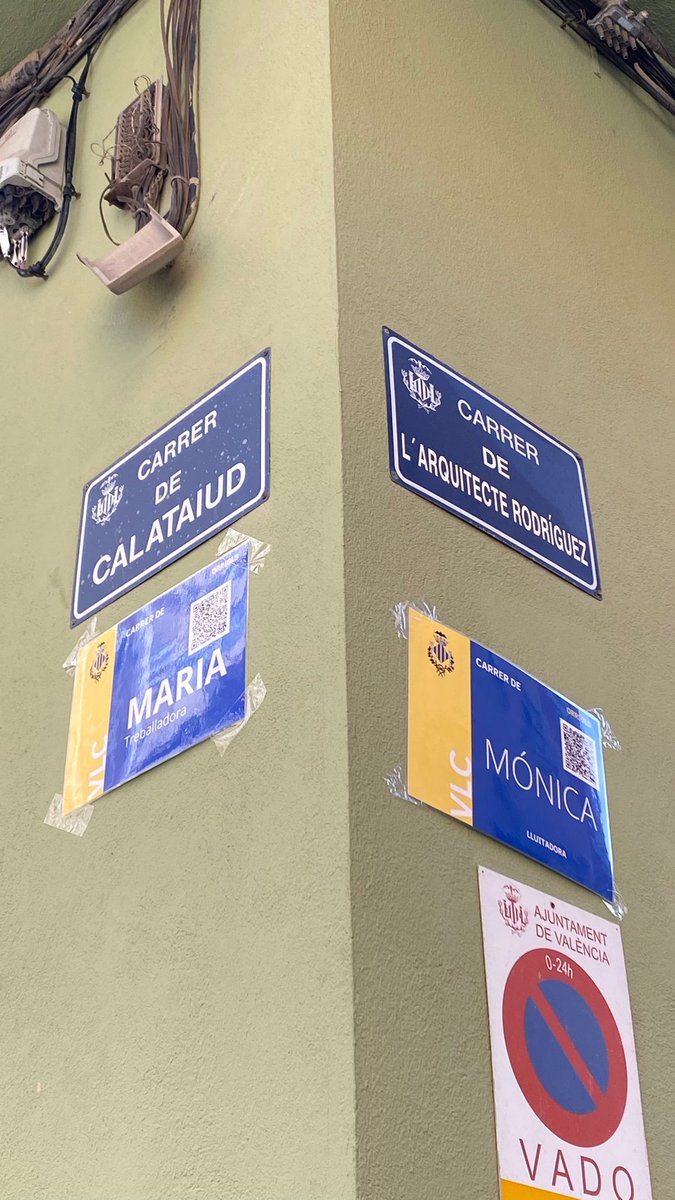 CARRER
DE
CALATAIUD
CARRER DE
MARIA
Treballadora
VLC
CARRER
DE
L'ARQUITECTE RODRÍGUEZ
CARRER DE
MÓNICA
LLUITADORA
VLC
AJUNTAMENT
DE VALÈNCIA
0-24h
VADO